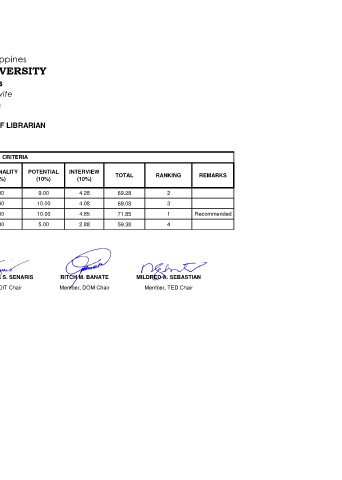 ppines
VERSITY
s
vite
F LIBRARIAN
CRITERIA
NALITY POTENTIAL INTERVIEW TOTAL RANKING REMARKS
%) (10%) (10%)
00 9.00 4.28 69.28 2
00 10.00 4.08 69.08 3
00 10.00 4.85 71.85 1 Recommended
00 5.00 2.88 59.38 4
S. SENARIS RITCH M. BANATE MILDRED A. SEBASTIAN
DIT Chair Member, DOM Chair Member, TED Chair